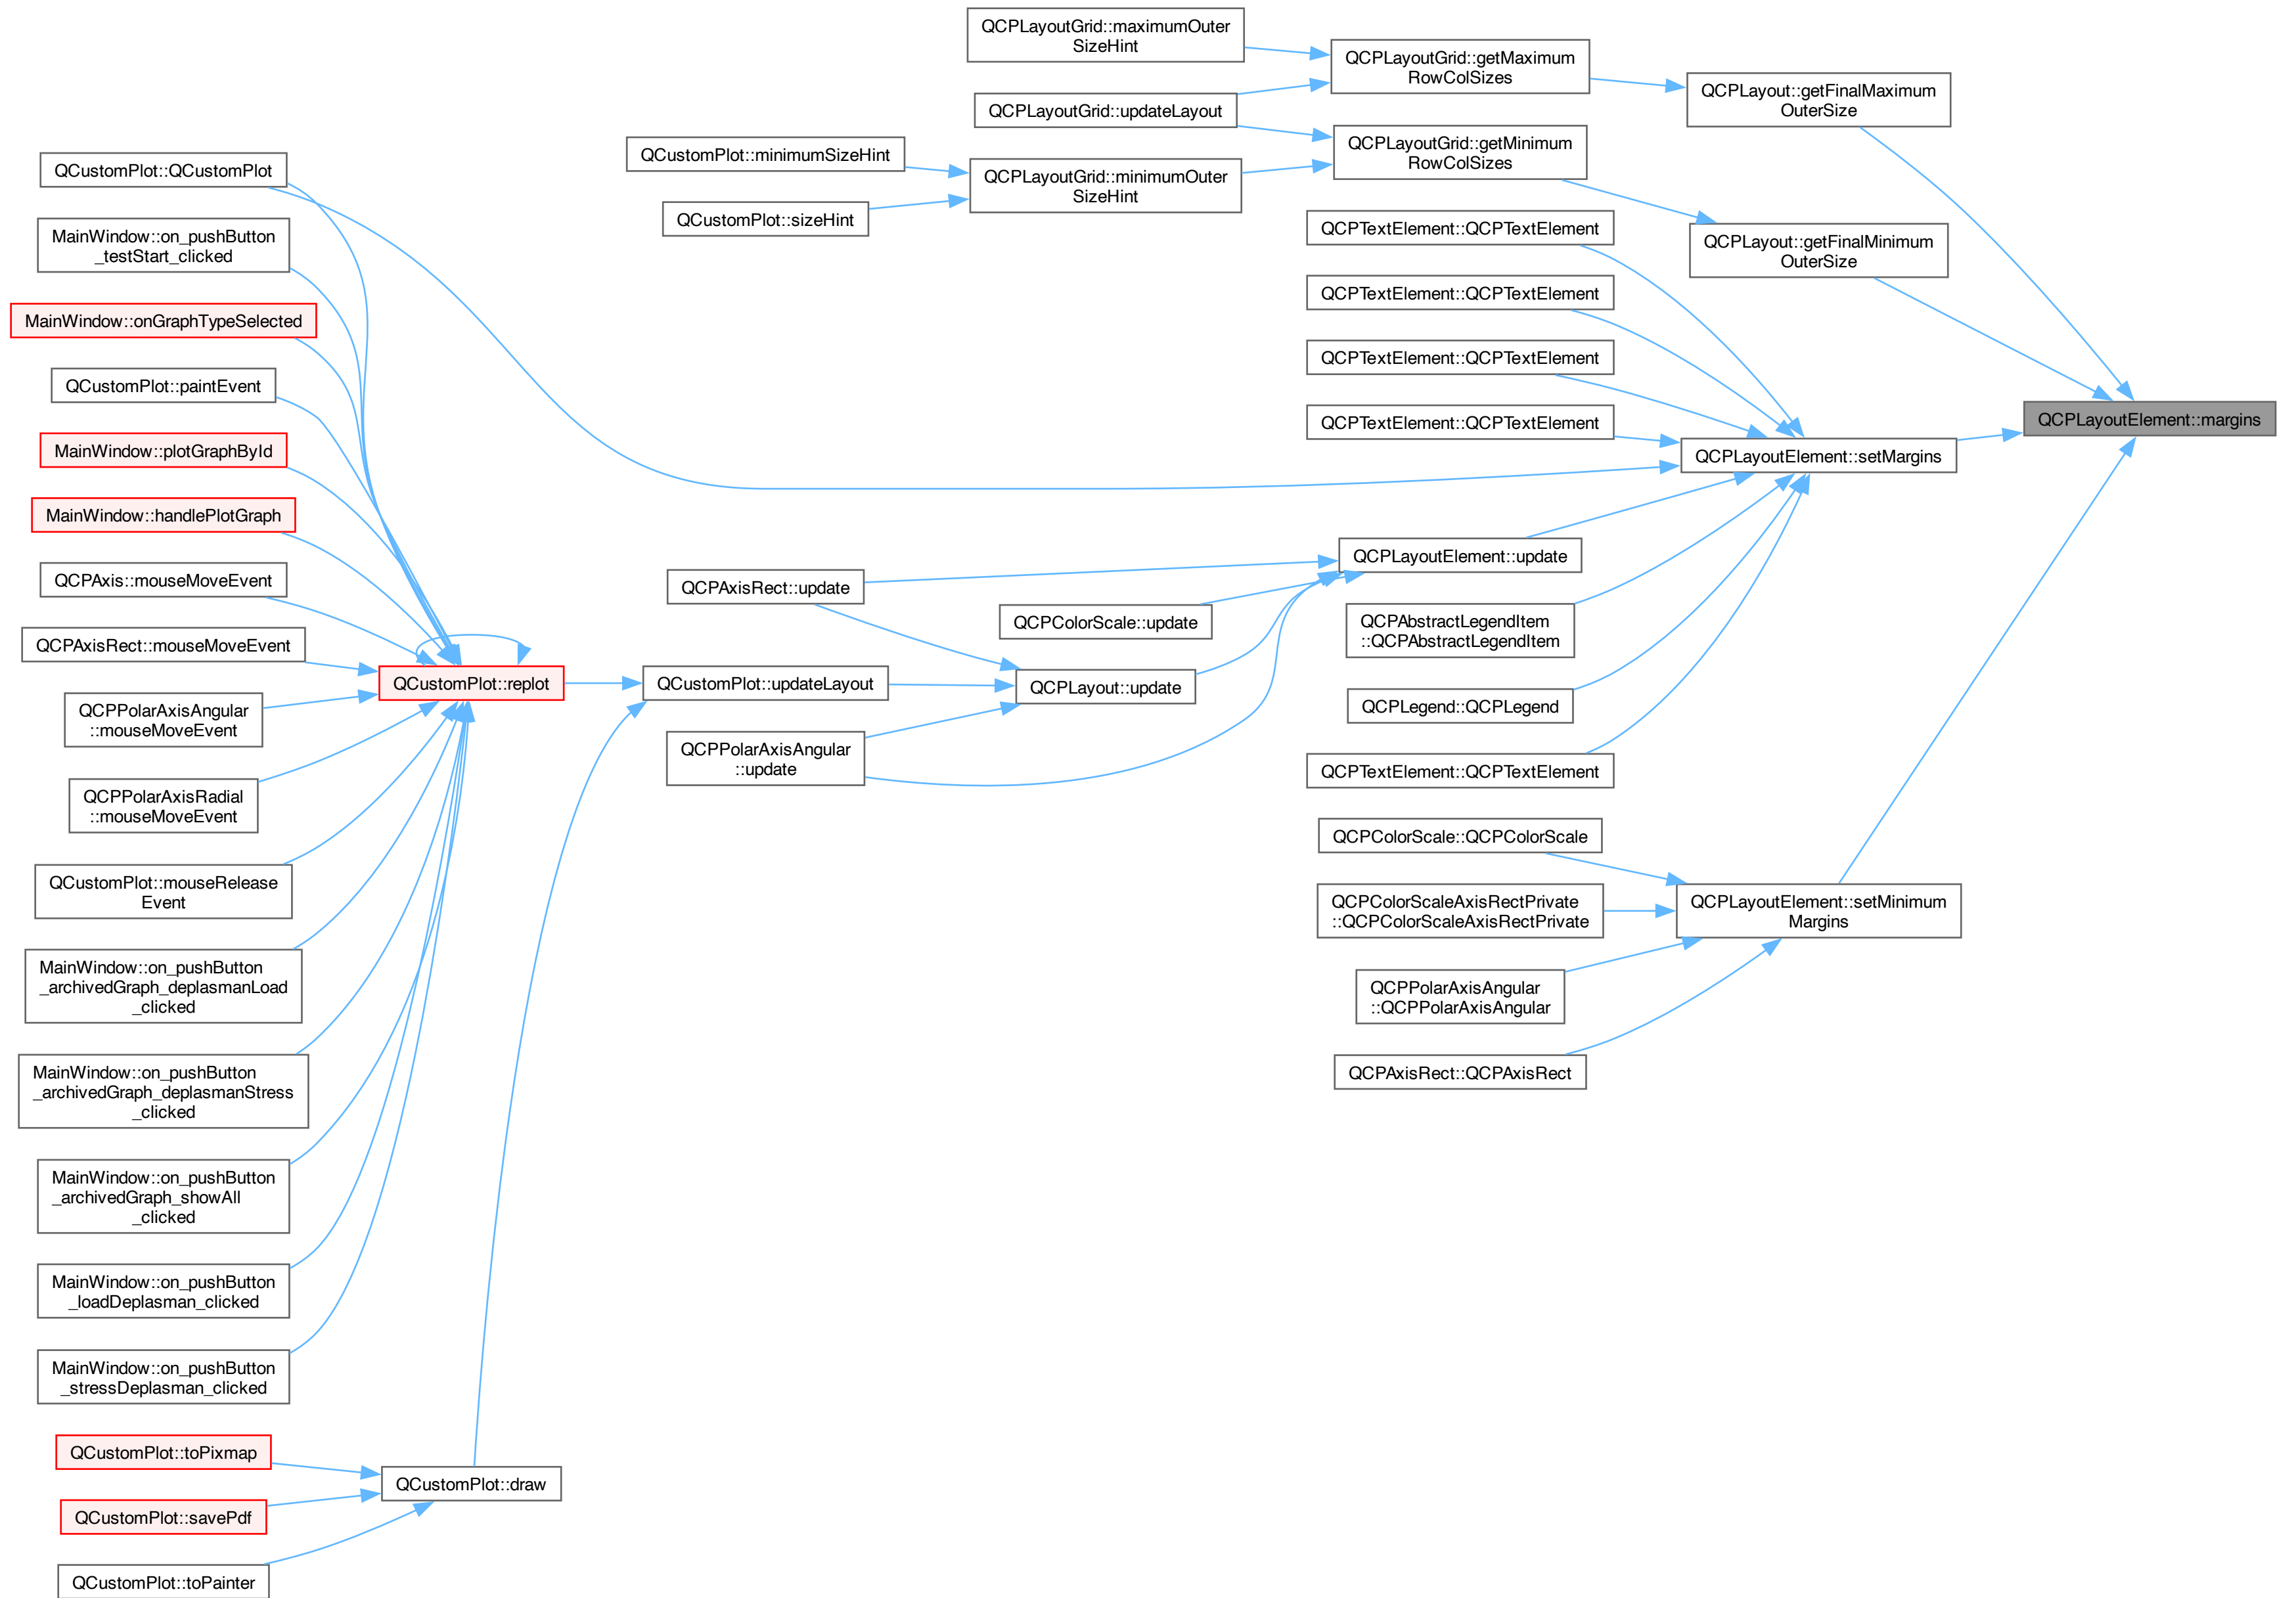 QCPLayoutGrid::maximumOuter
SizeHint
QCPLayoutGrid::getMaximum
RowColSizes
QCPLayout::getFinalMaximum
OuterSize
QCPLayoutGrid::updateLayout
QCustomPlot::minimumSizeHint
QCPLayoutGrid::getMinimum
RowColSizes
QCPLayoutGrid::minimumOuter
SizeHint
QCustomPlot::sizeHint
QCPLayout::getFinalMinimum
OuterSize
QCPTextElement::QCPTextElement
QCPTextElement::QCPTextElement
QCPTextElement::QCPTextElement
QCPTextElement::QCPTextElement
QCPLayoutElement::margins
QCPLayoutElement::setMargins
QCPLayoutElement::update
QCPAxisRect::update
QCPColorScale::update
QCPAbstractLegendItem
::QCPAbstractLegendItem
QCustomPlot::updateLayout
QCPLayout::update
QCPLegend::QCPLegend
QCPPolarAxisAngular
::update
QCPTextElement::QCPTextElement
QCPColorScale::QCPColorScale
QCPColorScaleAxisRectPrivate
::QCPColorScaleAxisRectPrivate
QCPLayoutElement::setMinimum
Margins
QCPPolarAxisAngular
::QCPPolarAxisAngular
QCPAxisRect::QCPAxisRect
QCustomPlot::QCustomPlot
MainWindow::on_pushButton
_testStart_clicked
MainWindow::onGraphTypeSelected
QCustomPlot::paintEvent
MainWindow::plotGraphById
MainWindow::handlePlotGraph
QCPAxis::mouseMoveEvent
QCPAxisRect::mouseMoveEvent
QCustomPlot::replot
QCPPolarAxisAngular
::mouseMoveEvent
QCPPolarAxisRadial
::mouseMoveEvent
QCustomPlot::mouseRelease
Event
MainWindow::on_pushButton
_archivedGraph_deplasmanLoad
_clicked
MainWindow::on_pushButton
_archivedGraph_deplasmanStress
_clicked
MainWindow::on_pushButton
_archivedGraph_showAll
_clicked
MainWindow::on_pushButton
_loadDeplasman_clicked
MainWindow::on_pushButton
_stressDeplasman_clicked
QCustomPlot::toPixmap
QCustomPlot::draw
QCustomPlot::savePdf
QCustomPlot::toPainter